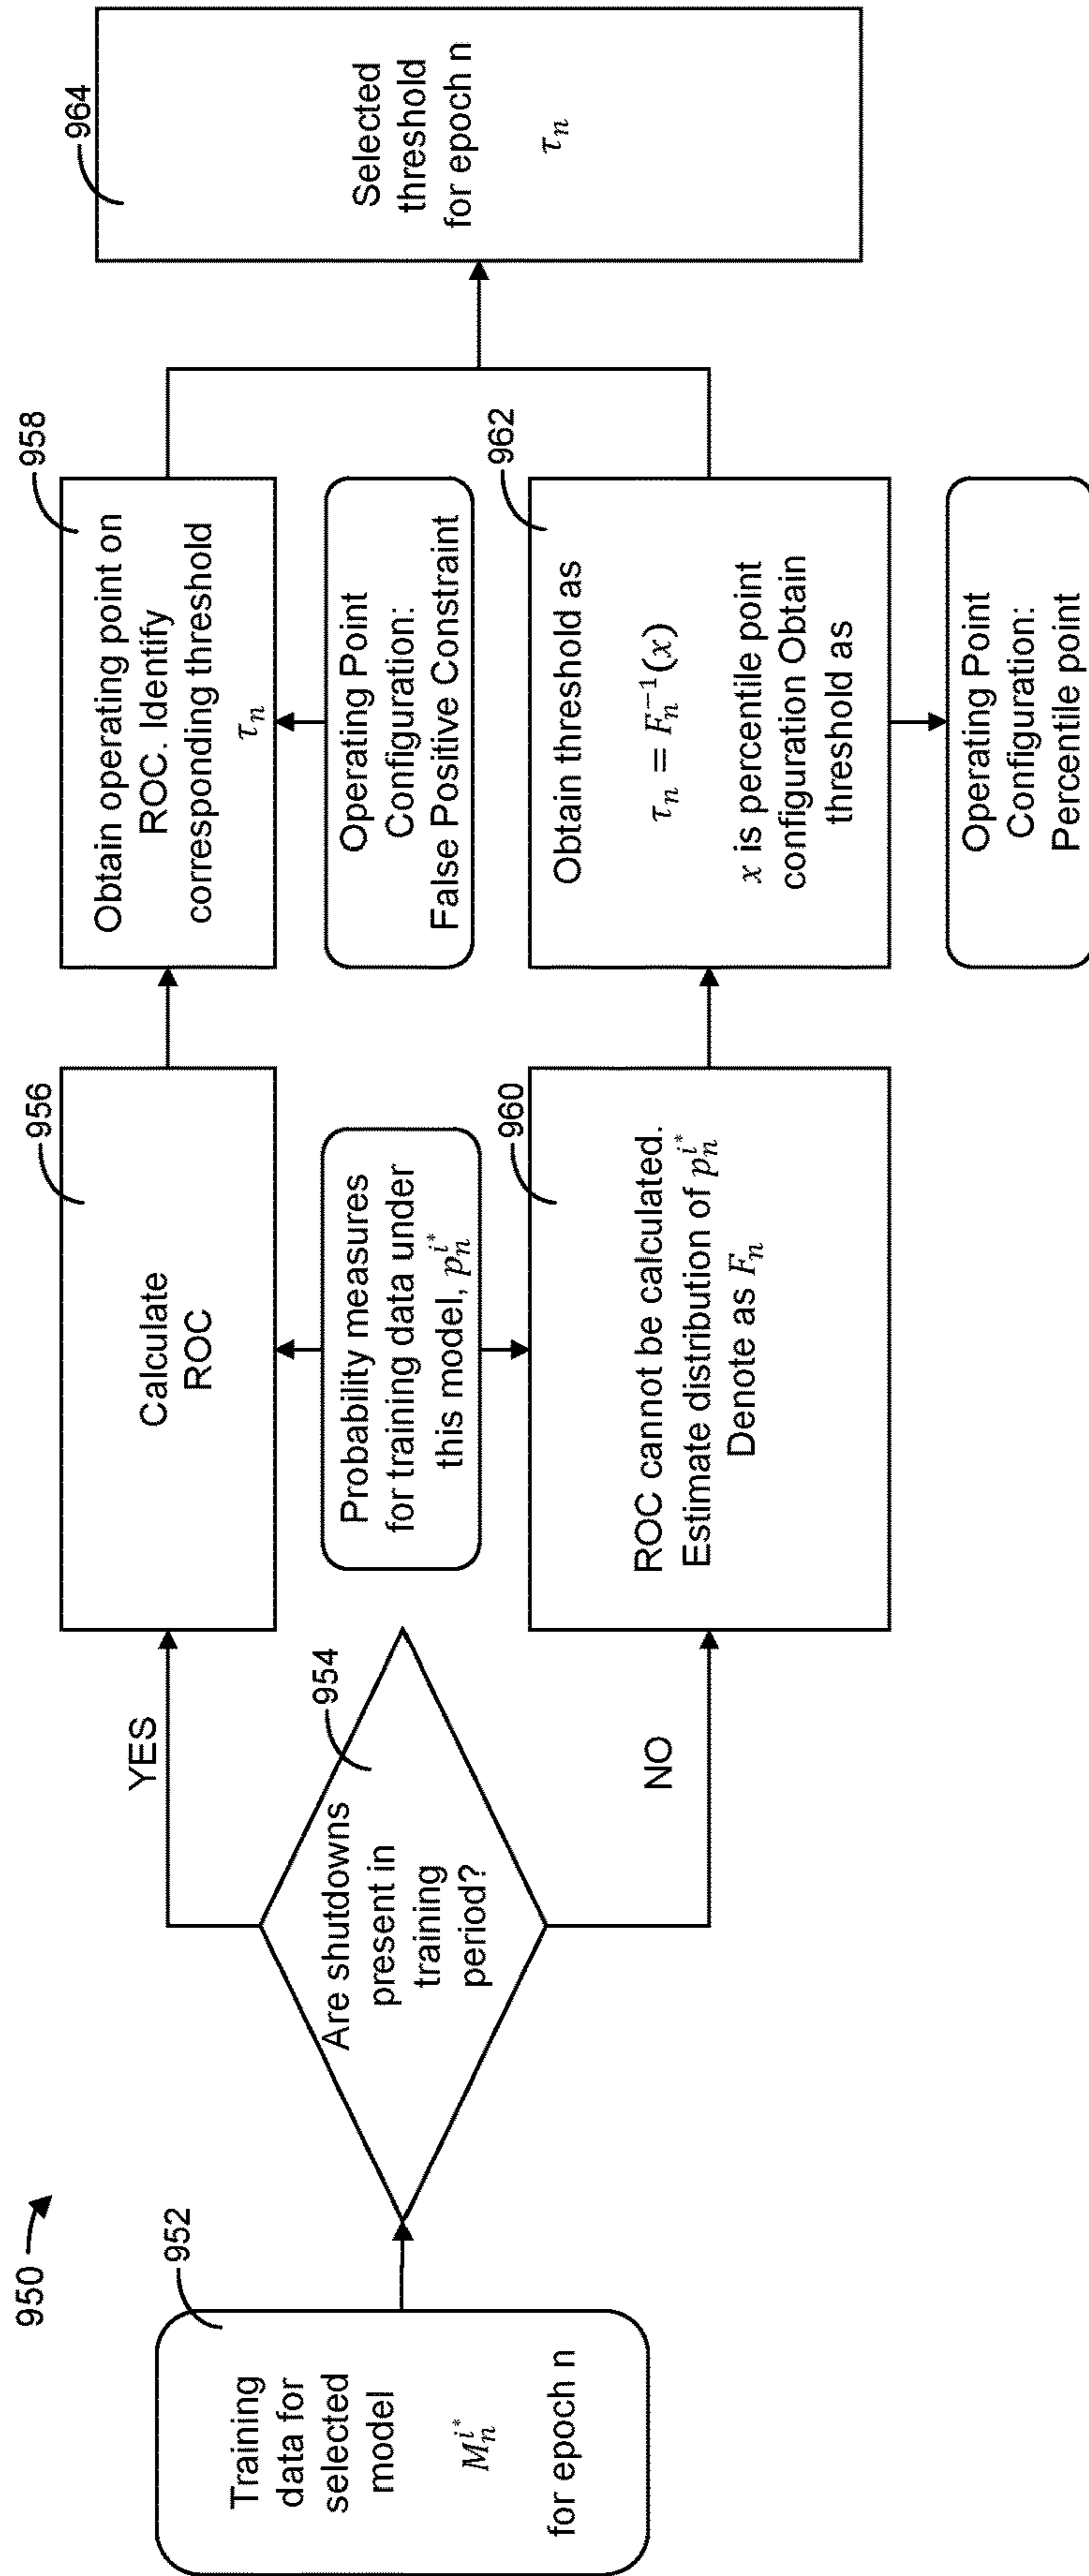 950
952
Training
data for
selected
model
M_n^{i*}
for epoch n
954
Are shutdowns
present in
training
period?
YES
NO
956
Calculate
ROC
Probability measures
for training data under
this model, p_n^{i*}
960
ROC cannot be calculated.
Estimate distribution of p_n^{i*}
Denote as F_n
958
Obtain operating point on
ROC. Identify
corresponding threshold
τ_n
Operating Point
Configuration:
False Positive Constraint
962
Obtain threshold as
τ_n = F_n^{-1}(x)
x is percentile point
configuration Obtain
threshold as
Operating Point
Configuration:
Percentile point
964
Selected
threshold
for epoch n
τ_n